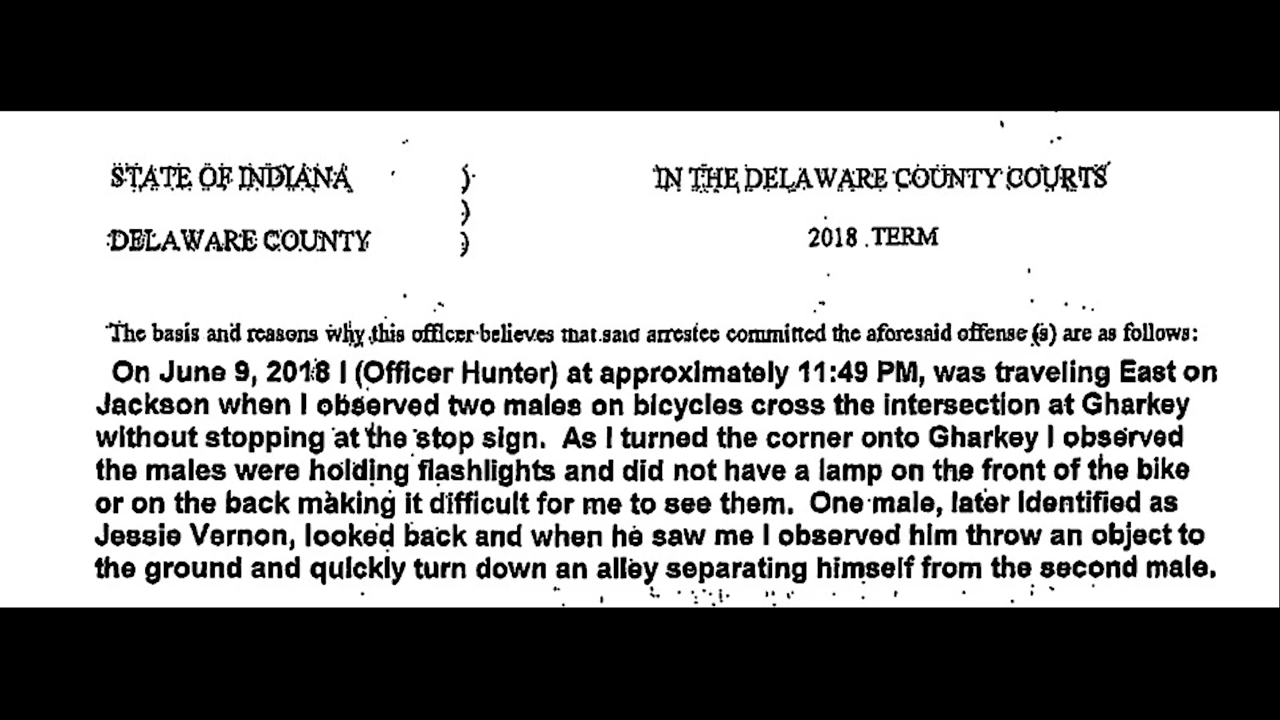 STATE OF INDIANA ) IN THE DELAWARE COUNTY COURTS
)
DELAWARE COUNTY ) 2018 TERM
The basis and reasons why this officer believes that said arrestee committed the aforesaid offense (s) are as follows:
On June 9, 2018 I (Officer Hunter) at approximately 11:49 PM, was traveling East on
Jackson when I observed two males on bicycles cross the intersection at Gharkey
without stopping at the stop sign. As I turned the corner onto Gharkey I observed
the males were holding flashlights and did not have a lamp on the front of the bike
or on the back making it difficult for me to see them. One male, later identified as
Jessie Vernon, looked back and when he saw me I observed him throw an object to
the ground and quickly turn down an alley separating himself from the second male.